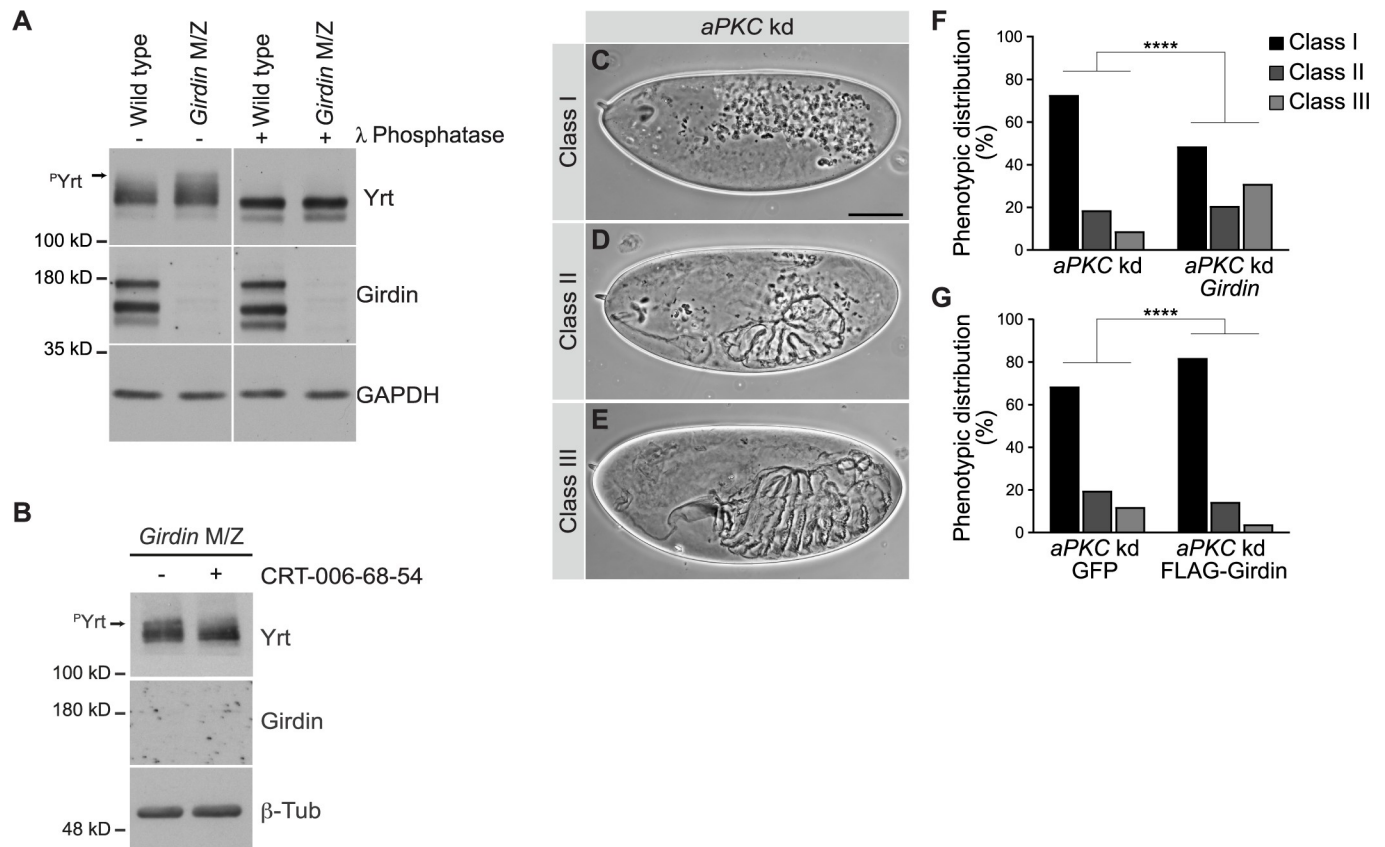 A
Wild type
Girdin M/Z
Wild type
Girdin M/Z
- - + + λ Phosphatase
PYrt
Yrt
100 kD
180 kD
Girdin
35 kD
GAPDH
B
Girdin M/Z
- + CRT-006-68-54
PYrt
Yrt
100 kD
180 kD
Girdin
β-Tub
48 kD
aPKC kd
C
Class I
D
Class II
E
Class III
F
Phenotypic distribution
(%)
100
80
60
40
20
0
****
Class I
Class II
Class III
aPKC kd
aPKC kd
Girdin
G
Phenotypic distribution
(%)
100
80
60
40
20
0
****
aPKC kd
GFP
aPKC kd
FLAG-Girdin